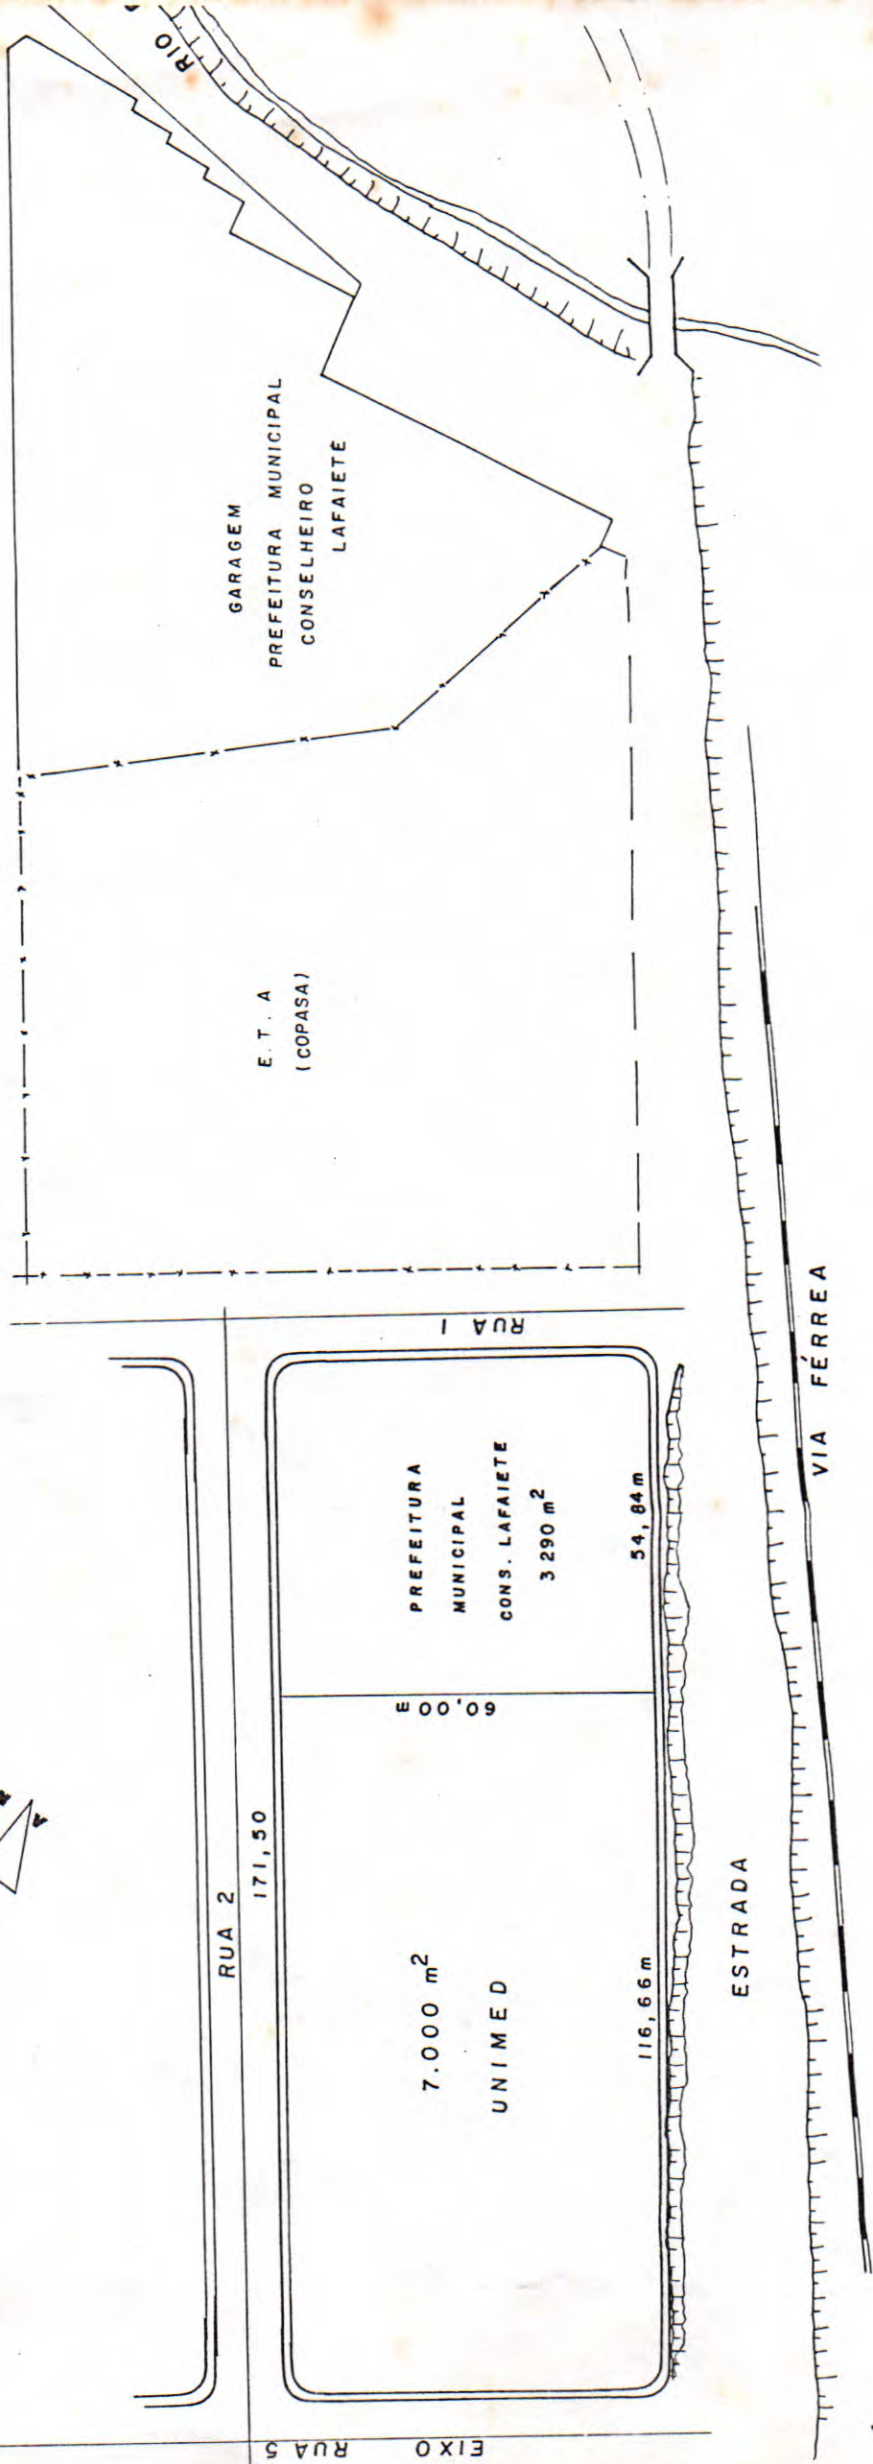 RIO
GARAGEM
PREFEITURA MUNICIPAL
CONSELHEIRO
LAFAIETE
E.T.A
(COPASA)
RUA 1
PREFEITURA
MUNICIPAL
CONS. LAFAIETE
3 290 m²
54,84m
60,00 m
171,50
RUA 2
7.000 m²
UNIMED
116,66m
ESTRADA
VIA FÉRREA
EIXO RUA 5